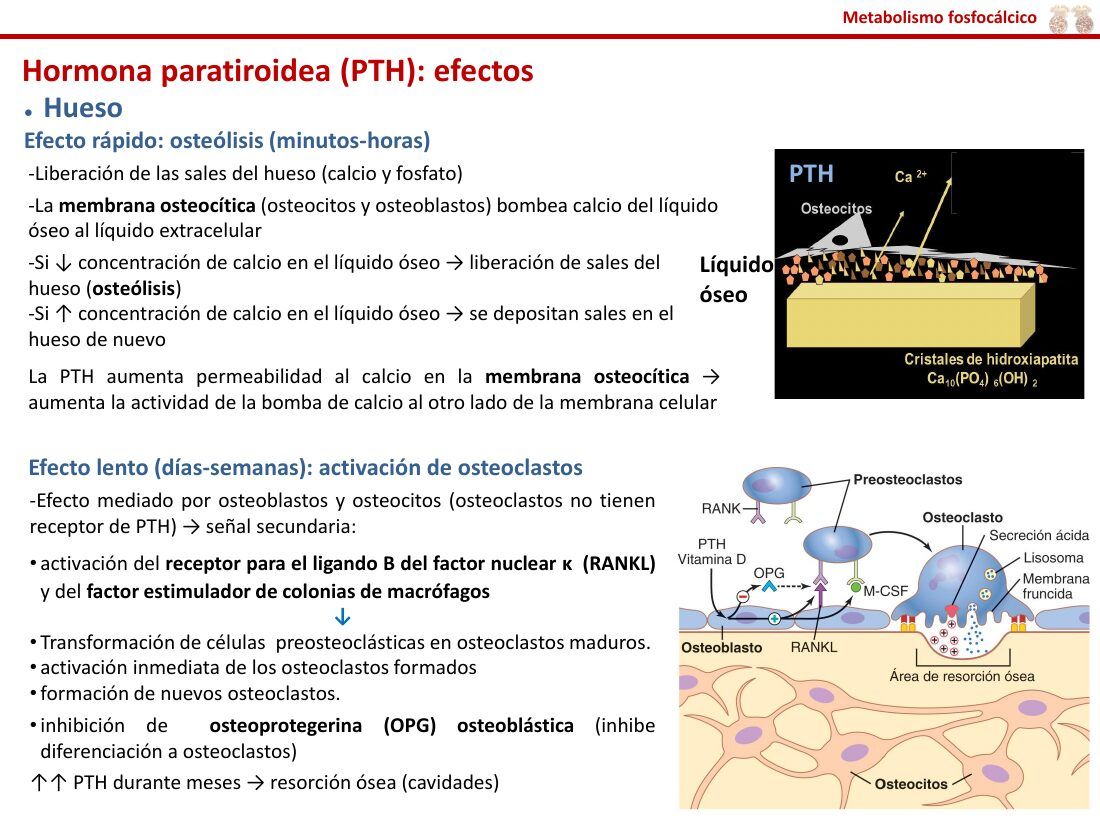 Metabolismo fosfocálcico
Hormona paratiroidea (PTH): efectos
• Hueso
Efecto rápido: osteólisis (minutos-horas)
-Liberación de las sales del hueso (calcio y fosfato)
-La membrana osteocítica (osteocitos y osteoblastos) bombea calcio del líquido
óseo al líquido extracelular
-Si ↓ concentración de calcio en el líquido óseo → liberación de sales del
hueso (osteólisis)
-Si ↑ concentración de calcio en el líquido óseo → se depositan sales en el
hueso de nuevo
La PTH aumenta permeabilidad al calcio en la membrana osteocítica →
aumenta la actividad de la bomba de calcio al otro lado de la membrana celular
PTH
Ca 2+
Osteocitos
Líquido
óseo
Cristales de hidroxiapatita
Ca10(PO4) 6(OH) 2
Efecto lento (días-semanas): activación de osteoclastos
-Efecto mediado por osteoblastos y osteocitos (osteoclastos no tienen
receptor de PTH) → señal secundaria:
• activación del receptor para el ligando B del factor nuclear κ (RANKL)
y del factor estimulador de colonias de macrófagos
↓
• Transformación de células preosteoclásticas en osteoclastos maduros.
• activación inmediata de los osteoclastos formados
• formación de nuevos osteoclastos.
• inhibición de osteoprotegerina (OPG) osteoblástica (inhibe
diferenciación a osteoclastos)
↑↑ PTH durante meses → resorción ósea (cavidades)
Preosteoclastos
RANK
Osteoclasto
Secreción ácida
PTH
Vitamina D
Lisosoma
OPG
Membrana
fruncida
M-CSF
Osteoblasto
RANKL
Área de resorción ósea
Osteocitos